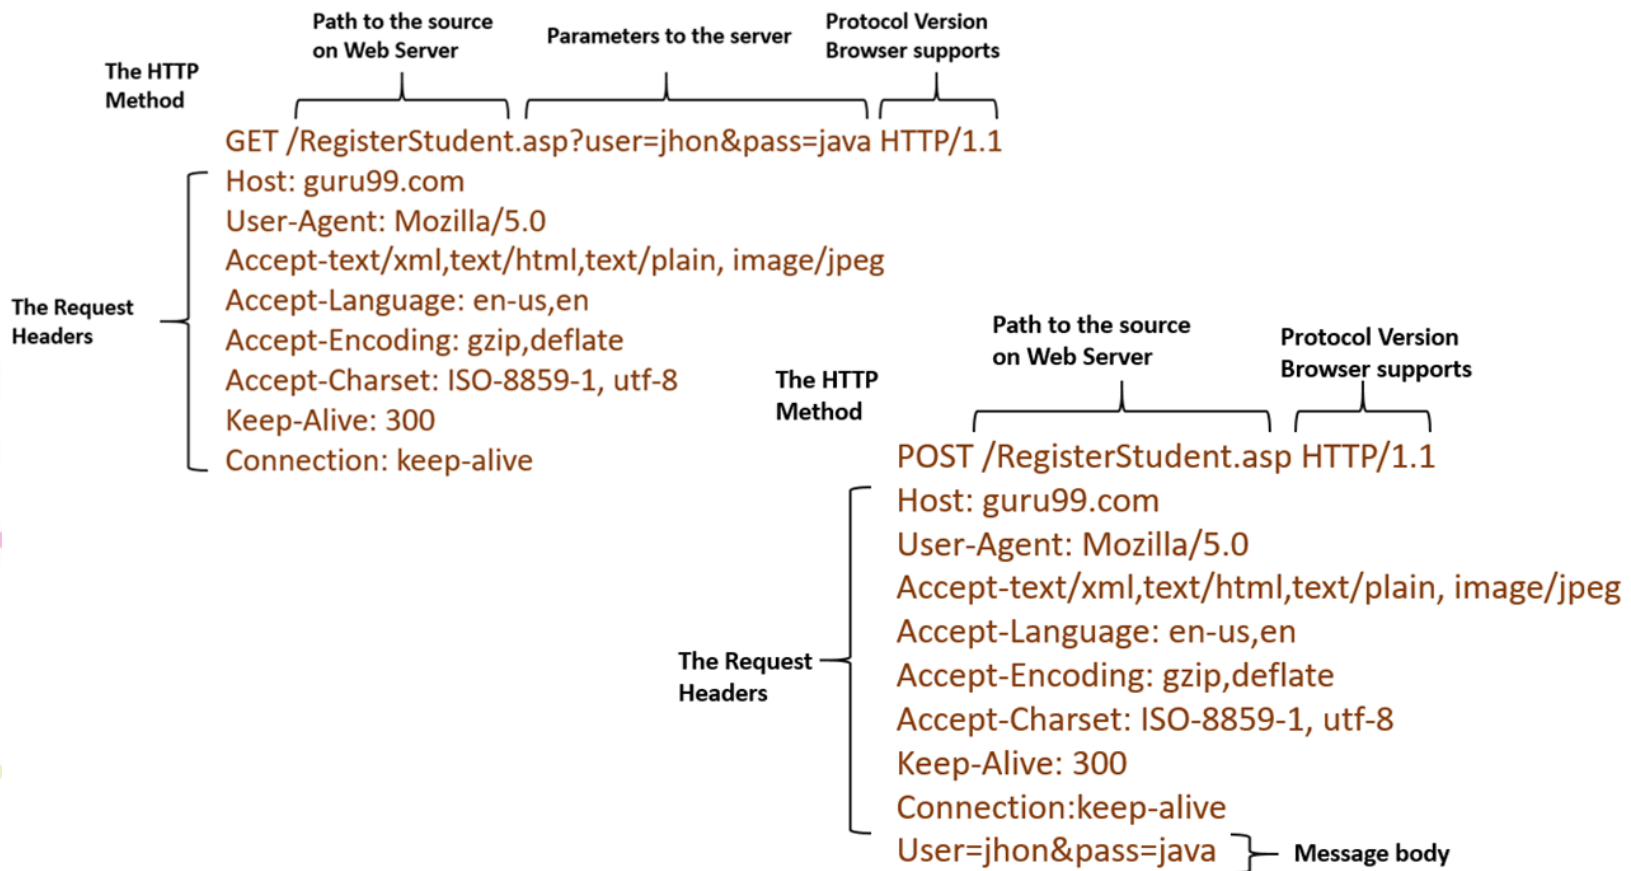 Path to the source
on Web Server
Parameters to the server
Protocol Version
Browser supports
The HTTP
Method
GET /RegisterStudent.asp?user=jhon&pass=java HTTP/1.1
Host: guru99.com
User-Agent: Mozilla/5.0
Accept-text/xml,text/html,text/plain, image/jpeg
Accept-Language: en-us,en
Accept-Encoding: gzip,deflate
Accept-Charset: ISO-8859-1, utf-8
Keep-Alive: 300
Connection: keep-alive
The Request
Headers
Path to the source
on Web Server
Protocol Version
Browser supports
The HTTP
Method
POST /RegisterStudent.asp HTTP/1.1
Host: guru99.com
User-Agent: Mozilla/5.0
Accept-text/xml,text/html,text/plain, image/jpeg
Accept-Language: en-us,en
Accept-Encoding: gzip,deflate
Accept-Charset: ISO-8859-1, utf-8
Keep-Alive: 300
Connection:keep-alive
The Request
Headers
User=jhon&pass=java
Message body